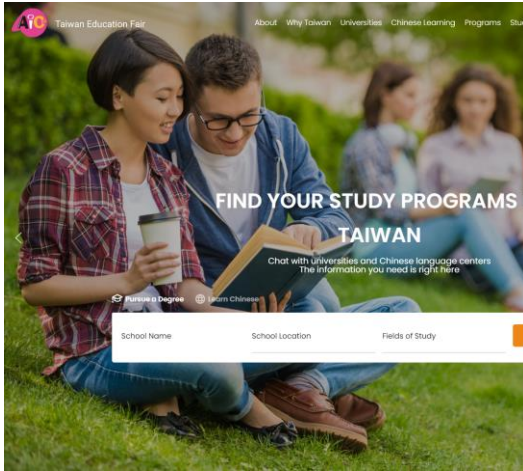 AIC
Taiwan Education Fair
About Why Taiwan Universities Chinese Learning Programs
FIND YOUR STUDY PROGRAMS
TAIWAN
Chat with universities and Chinese language centers
The information you need is right here
Pursue a Degree Learn Chinese
School Name School Location Fields of Study